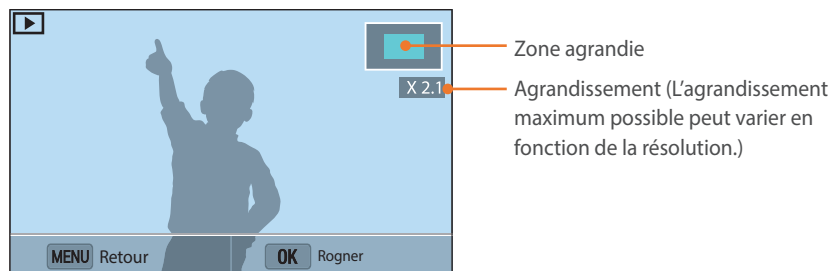 Zone agrandie
X 2.1
Agrandissement (L'agrandissement
maximum possible peut varier en
fonction de la résolution.)
MENU Retour
OK Rogner